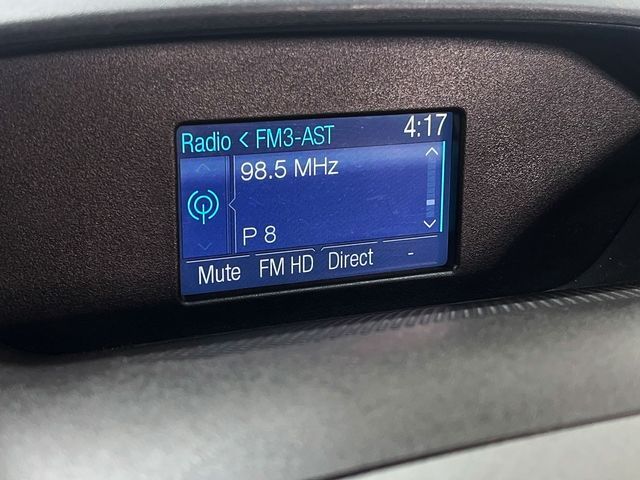 Radio < FM3-AST 4:17
98.5 MHz
P 8
Mute FM HD Direct -